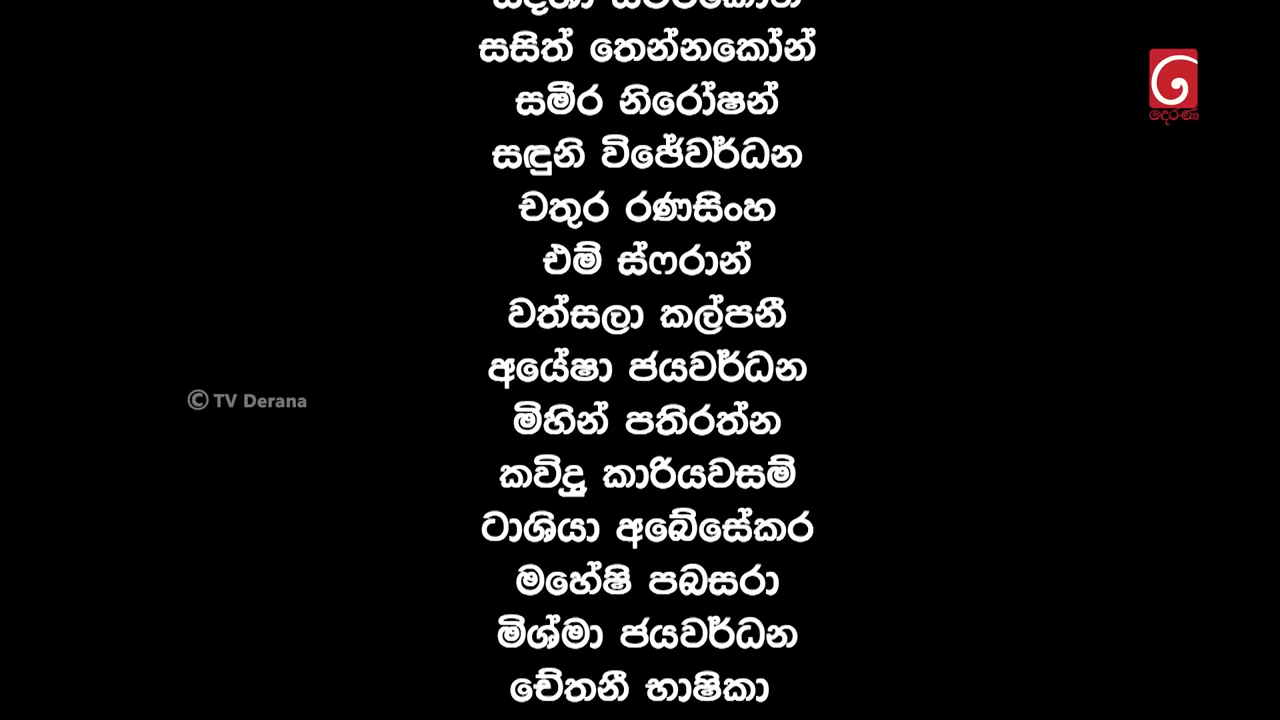 සසිත් තෙන්නකෝන්
සමීර නිරෝෂන්
සඳුනි විජේවර්ධන
චතුර රණසිංහ
එම් ස්ෆරාන්
වත්සලා කල්පනී
අයේෂා ජයවර්ධන
මිහින් පතිරත්න
කවිදු කාරියවසම්
ටාශියා අබේසේකර
මහේෂි පබසරා
මිශ්මා ජයවර්ධන
චේතනී භාෂිකා
දෙරණ
© TV Derana